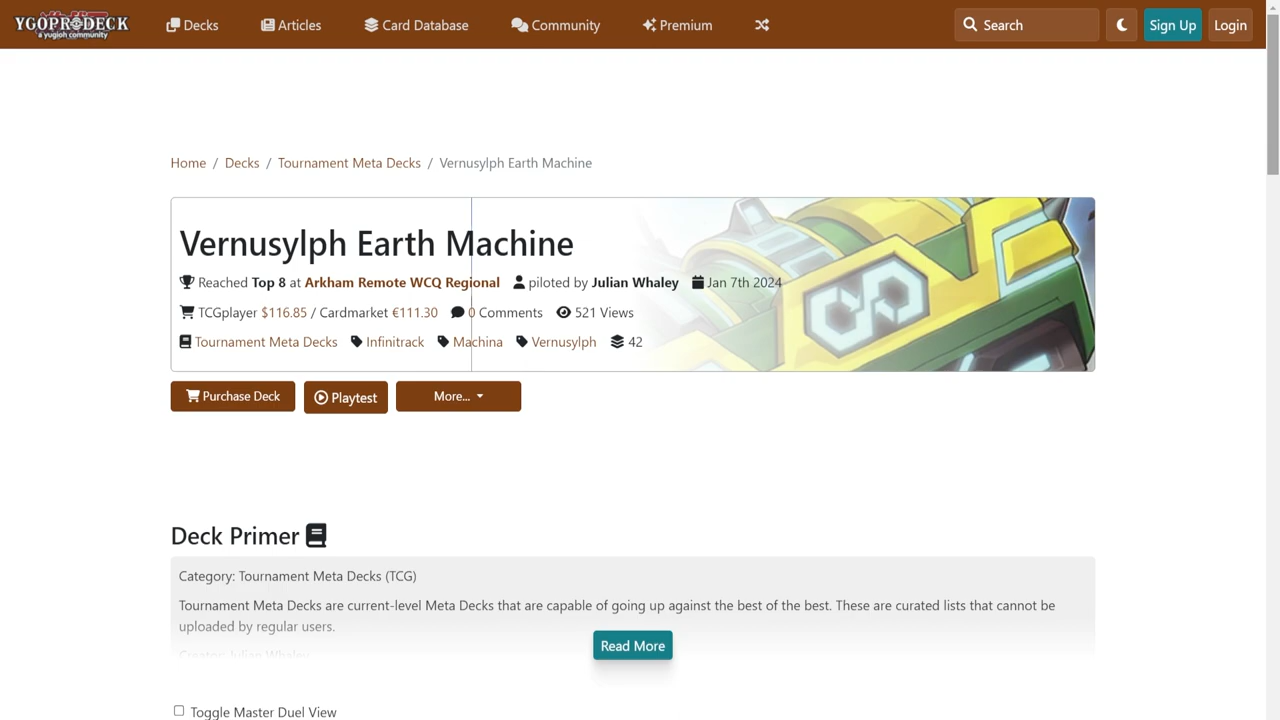 YGOPRODECK
a yugioh community
Decks
Articles
Card Database
Community
Premium
Search
Sign Up
Login
Home / Decks / Tournament Meta Decks / Vernusylph Earth Machine
Vernusylph Earth Machine
Reached Top 8 at Arkham Remote WCQ Regional piloted by Julian Whaley Jan 7th 2024
TCGplayer $116.85 / Cardmarket €111.30 0 Comments 521 Views
Tournament Meta Decks Infinitrack Machina Vernusylph 42
Purchase Deck
Playtest
More...
Deck Primer
Category: Tournament Meta Decks (TCG)
Tournament Meta Decks are current-level Meta Decks that are capable of going up against the best of the best. These are curated lists that cannot be
uploaded by regular users.
Creator: Julian Whaley
Read More
Toggle Master Duel View